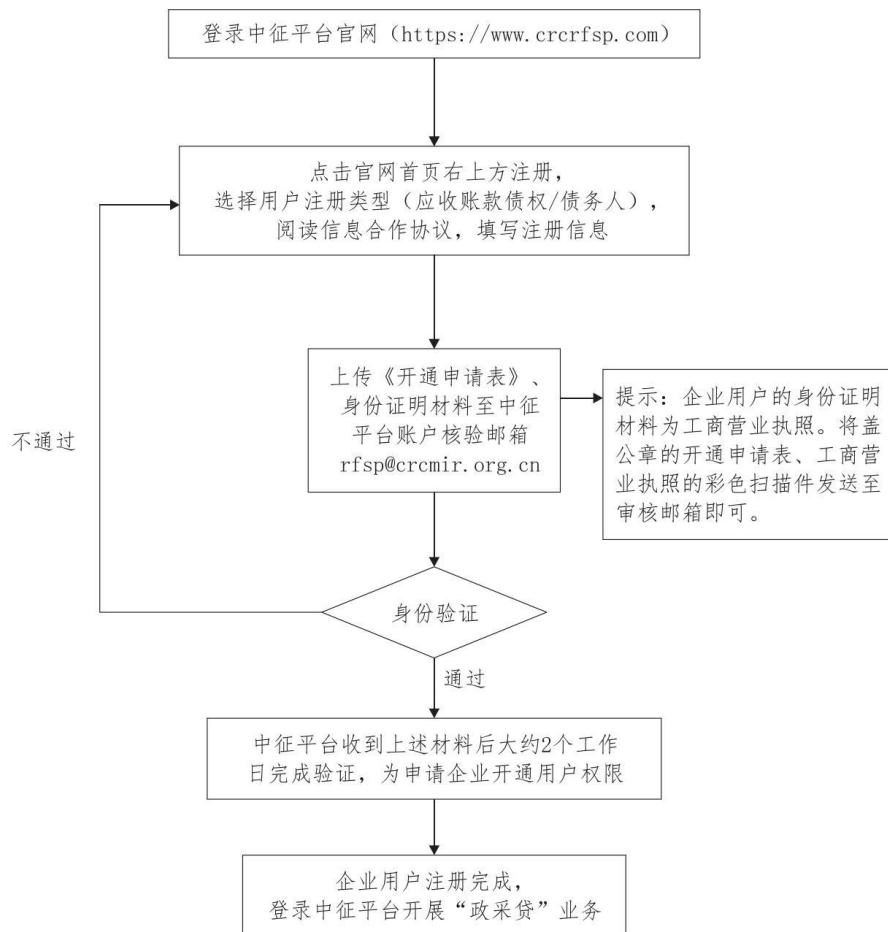 登录中征平台官网（https://www.crcrfsp.com）
点击官网首页右上方注册，
选择用户注册类型（应收账款债权/债务人），
阅读信息合作协议，填写注册信息
上传《开通申请表》、
身份证明材料至中征
平台账户核验邮箱
rfsp@crcmir.org.cn
提示：企业用户的身份证明
材料为工商营业执照。将盖
公章的开通申请表、工商营
业执照的彩色扫描件发送至
审核邮箱即可。
不通过
身份验证
通过
中征平台收到上述材料后大约2个工作
日完成验证，为申请企业开通用户权限
企业用户注册完成，
登录中征平台开展“政采贷”业务